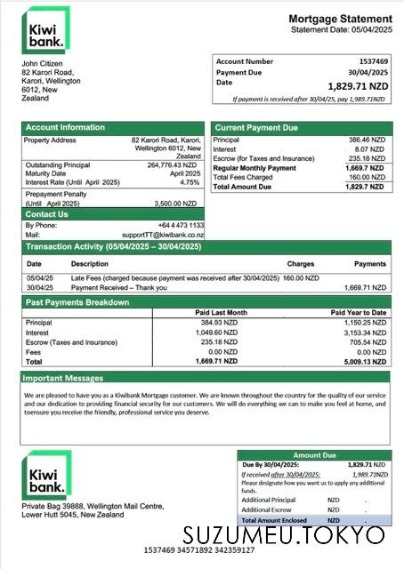 Kiwi
bank.
Mortgage Statement
Statement Date: 05/04/2025
John Citizen
82 Karori Road,
Karori, Wellington
6012, New
Zealand
Account Number 1537469
Payment Due 30/04/2025
Date 1,829.71 NZD
If payment is received after 30/04/25, pay 1,989.71NZD
Account Information
Property Address 82 Karori Road, Karori,
Wellington 6012, New
Zealand
Outstanding Principal 264,776.43 NZD
Maturity Date April 2025
Interest Rate (Until April 2025) 4.75%
Prepayment Penalty
(Until April 2025) 3,500.00 NZD
Contact Us
By Phone: +64 4 473 1133
Mail: supportTT@kiwibank.co.nz
Current Payment Due
Principal 386.46 NZD
Interest 8.07 NZD
Escrow (for Taxes and Insurance) 235.18 NZD
Regular Monthly Payment 1,669.7 NZD
Total Fees Charged 160.00 NZD
Total Amount Due 1,829.7 NZD
Transaction Activity (05/04/2025 – 30/04/2025)
Date Description Charges Payments
05/04/25 Late Fees (charged because payment was received after 30/04/2025) 160.00 NZD
30/04/25 Payment Received – Thank you 1,669.71 NZD
Past Payments Breakdown
Paid Last Month Paid Year to Date
Principal 384.93 NZD 1,150.25 NZD
Interest 1,049.60 NZD 3,153.34 NZD
Escrow (Taxes and Insurance) 235.18 NZD 705.54 NZD
Fees 0.00 NZD 0.00 NZD
Total 1,669.71 NZD 5,009.13 NZD
Important Messages
We are pleased to have you as a Kiwibank Mortgage customer. We are known throughout the country for the quality of our service
and our dedication to providing financial security for our customers. We will do everything we can to make you feel at home, and
toensure you receive the friendly, professional service you deserve.
Kiwi
bank.
Private Bag 39888, Wellington Mail Centre,
Lower Hutt 5045, New Zealand
Amount Due
Due By 30/04/2025: 1,829.71 NZD
If received after 30/04/2025: 1,989.71NZD
Please designate how you want us to apply any additional
funds.
Additional Principal NZD .
Additional Escrow NZD .
Total Amount Enclosed NZD .
SUZUMEU.TOKYO
1537469 34571892 342359127